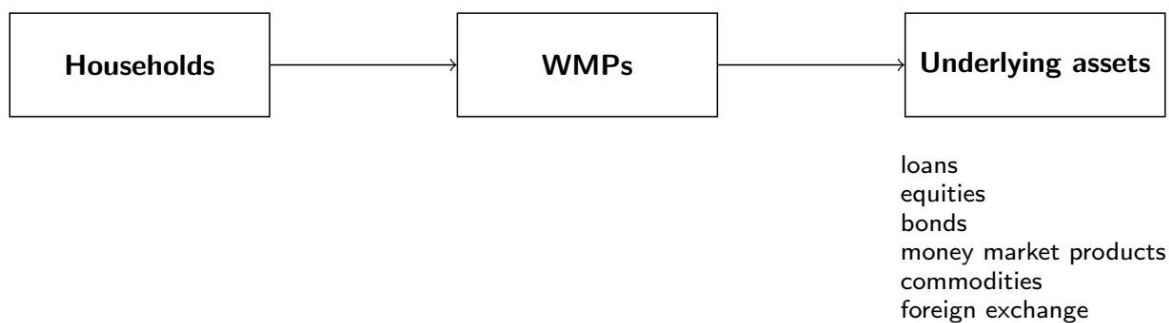 Households
WMPs
Underlying assets
loans
equities
bonds
money market products
commodities
foreign exchange